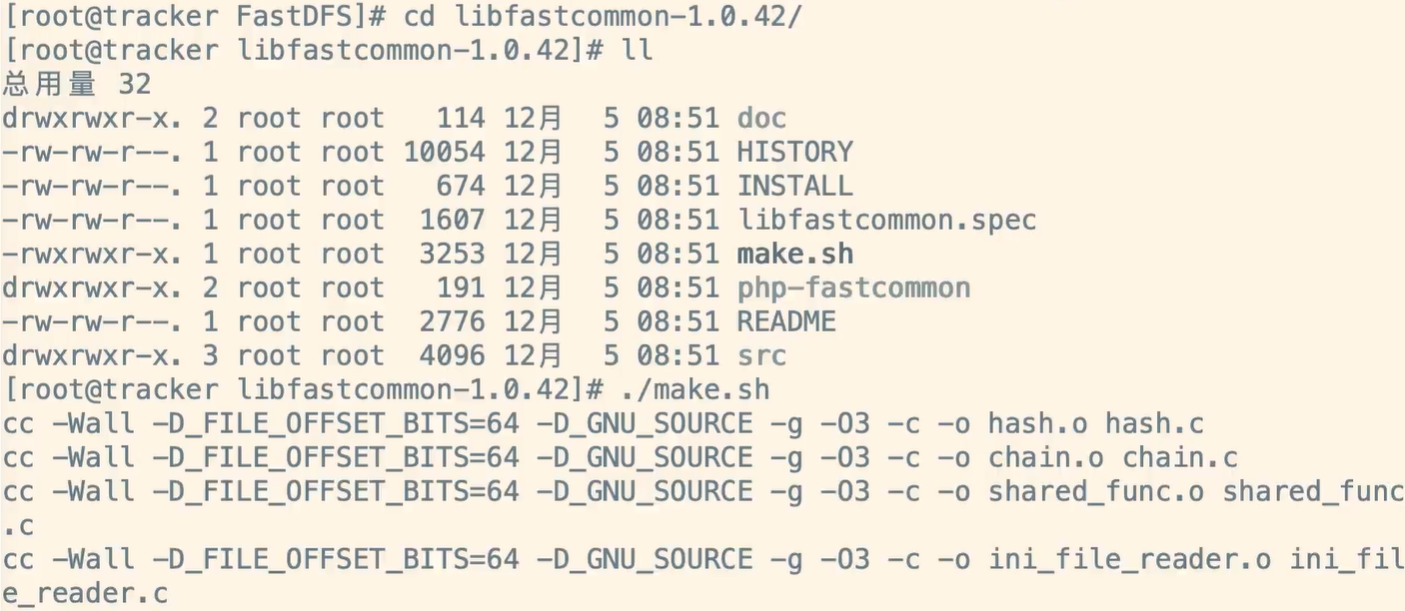 [root@tracker FastDFS]# cd libfastcommon-1.0.42/
[root@tracker libfastcommon-1.0.42]# ll
总用量 32
drwxrwxr-x. 2 root root   114 12月  5 08:51 doc
-rw-rw-r--. 1 root root 10054 12月  5 08:51 HISTORY
-rw-rw-r--. 1 root root   674 12月  5 08:51 INSTALL
-rw-rw-r--. 1 root root  1607 12月  5 08:51 libfastcommon.spec
-rwxrwxr-x. 1 root root  3253 12月  5 08:51 make.sh
drwxrwxr-x. 2 root root   191 12月  5 08:51 php-fastcommon
-rw-rw-r--. 1 root root  2776 12月  5 08:51 README
drwxrwxr-x. 3 root root  4096 12月  5 08:51 src
[root@tracker libfastcommon-1.0.42]# ./make.sh
cc -Wall -D_FILE_OFFSET_BITS=64 -D_GNU_SOURCE -g -O3 -c -o hash.o hash.c
cc -Wall -D_FILE_OFFSET_BITS=64 -D_GNU_SOURCE -g -O3 -c -o chain.o chain.c
cc -Wall -D_FILE_OFFSET_BITS=64 -D_GNU_SOURCE -g -O3 -c -o shared_func.o shared_func
.c
cc -Wall -D_FILE_OFFSET_BITS=64 -D_GNU_SOURCE -g -O3 -c -o ini_file_reader.o ini_fil
e_reader.c